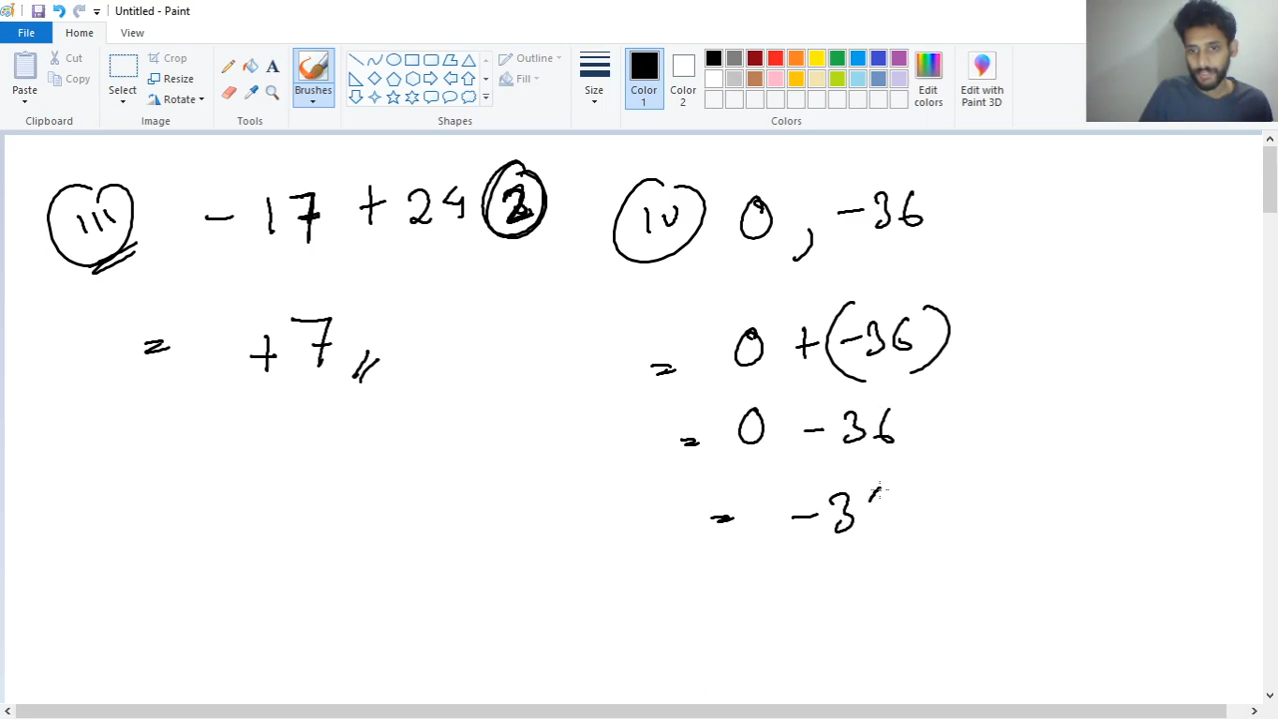 Untitled - Paint
File Home View
Paste Cut Copy Clipboard
Select Crop Resize Rotate Image
Tools
Brushes
Outline Fill Shapes
Size
Color 1 Color 2 Edit colors Edit with Paint 3D Colors
(iii) - 17 + 24
= + 7 //
(iv) 0 , -36
= 0 + (-36)
= 0 - 36
= - 3